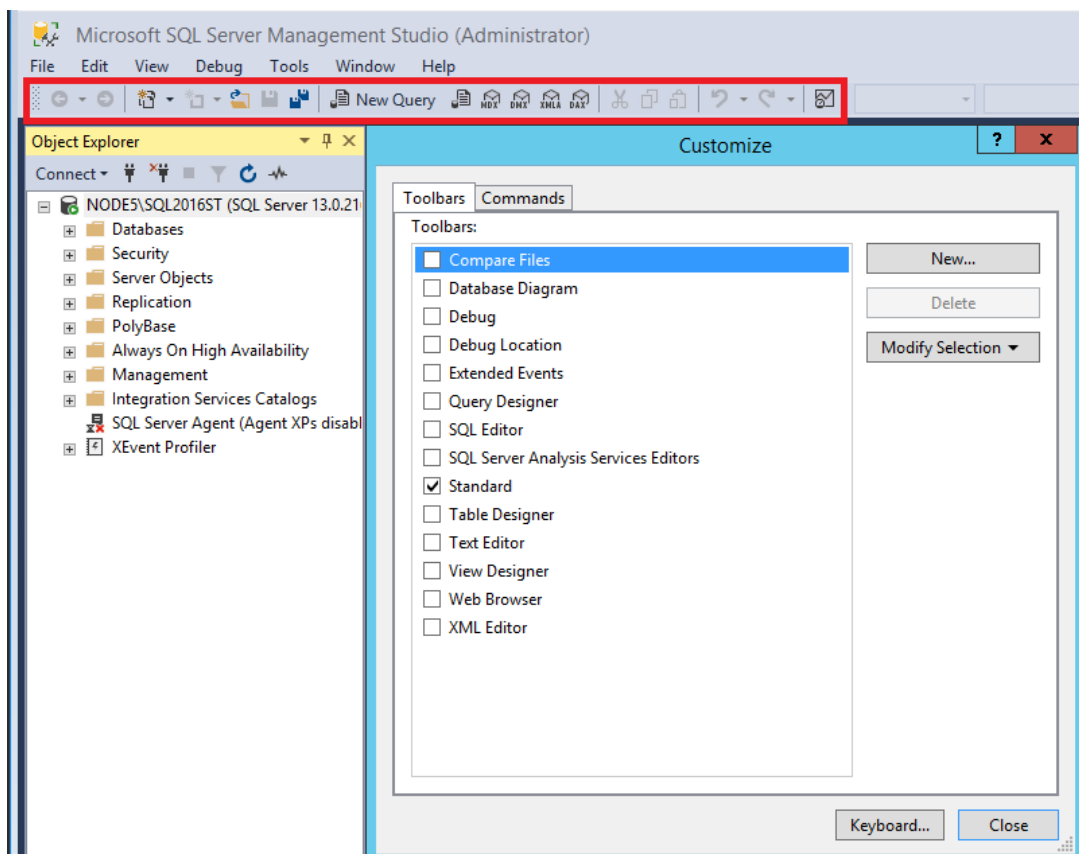 Microsoft SQL Server Management Studio (Administrator)
File Edit View Debug Tools Window Help
New Query MDX DMX XMLA DAX
Object Explorer
Connect
NODE5\SQL2016ST (SQL Server 13.0.21
Databases
Security
Server Objects
Replication
PolyBase
Always On High Availability
Management
Integration Services Catalogs
SQL Server Agent (Agent XPs disabl
XEvent Profiler
Customize
? x
Toolbars Commands
Toolbars:
Compare Files
Database Diagram
Debug
Debug Location
Extended Events
Query Designer
SQL Editor
SQL Server Analysis Services Editors
Standard
Table Designer
Text Editor
View Designer
Web Browser
XML Editor
New...
Delete
Modify Selection
Keyboard... Close